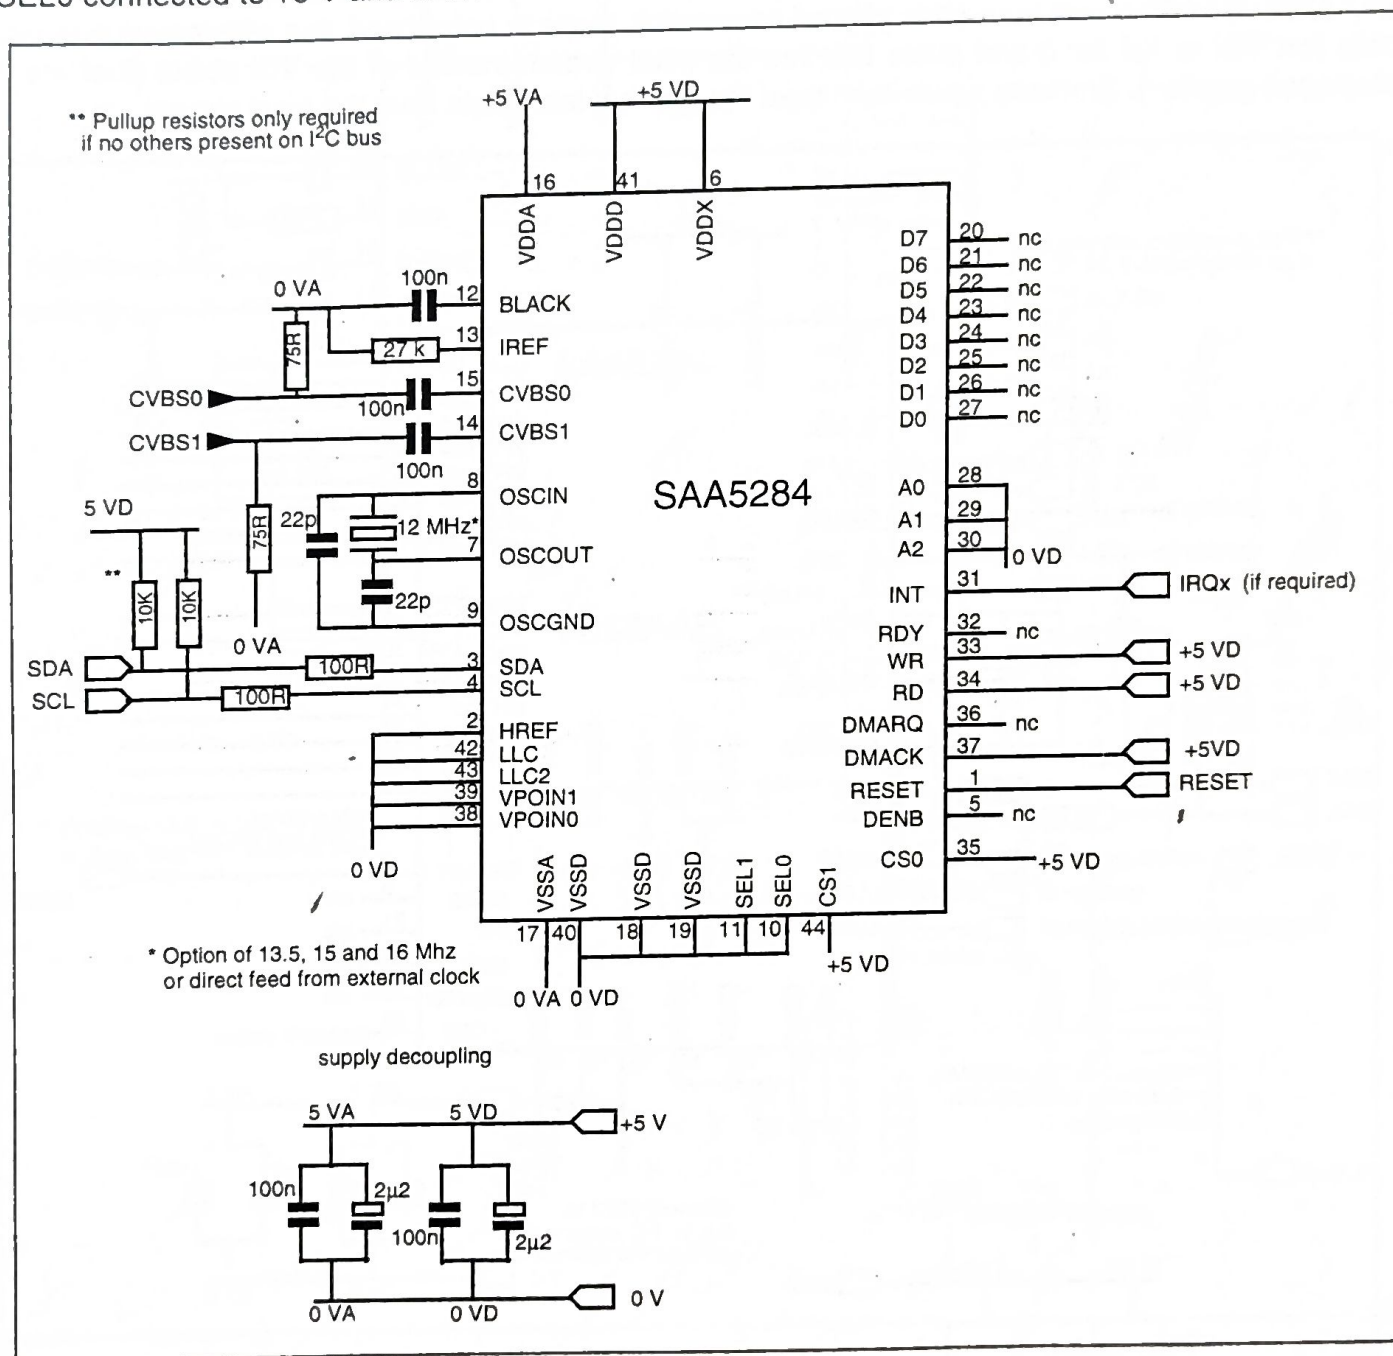 ** Pullup resistors only required
if no others present on I²C bus
+5 VA
+5 VD
16
41
6
VDDA
VDDD
VDDX
0 VA
100n
12
BLACK
75R
27 k
13
IREF
CVBS0
100n
15
CVBS0
CVBS1
100n
14
CVBS1
8
OSCIN
5 VD
22p
12 MHz*
7
OSCOUT
75R
**
10K
10K
22p
9
OSCGND
0 VA
SDA
100R
3
SDA
SCL
100R
4
SCL
2
HREF
42
LLC
43
LLC2
39
VPOIN1
38
VPOIN0
0 VD
SAA5284
D7 20 nc
D6 21 nc
D5 22 nc
D4 23 nc
D3 24 nc
D2 25 nc
D1 26 nc
D0 27 nc
A0 28
A1 29
A2 30
0 VD
INT 31 IRQx (if required)
RDY 32 nc
WR 33 +5 VD
RD 34 +5 VD
DMARQ 36 nc
DMACK 37 +5VD
RESET 1 RESET
DENB 5 nc
CS0 35 +5 VD
VSSA
VSSD
VSSD
VSSD
SEL1
SEL0
CS1
17
40
18
19
11
10
44
0 VA
0 VD
+5 VD
* Option of 13.5, 15 and 16 Mhz
or direct feed from external clock
supply decoupling
5 VA
5 VD
+5 V
100n
2µ2
100n
2µ2
0 VA
0 VD
0 V